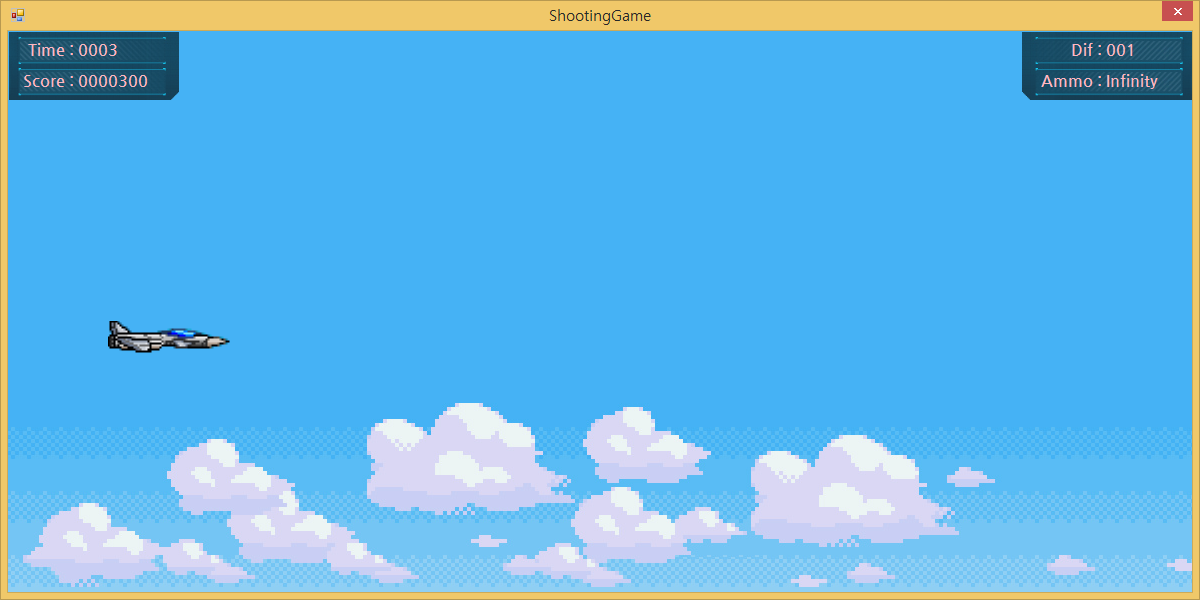 ShootingGame
Time : 0003
Score : 0000300
Dif : 001
Ammo : Infinity